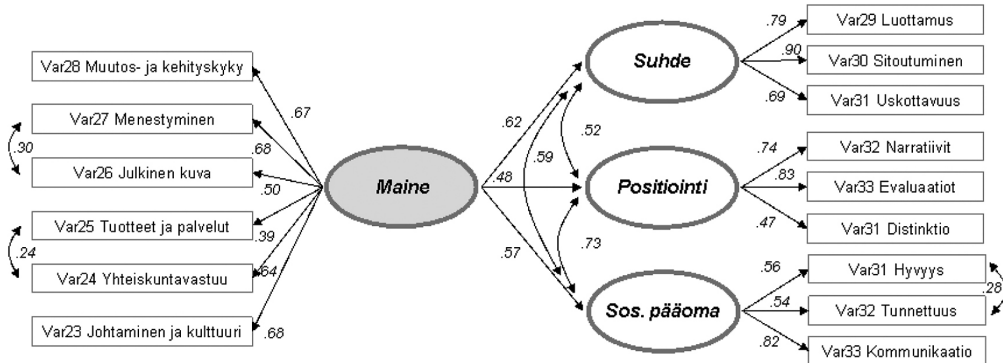 Var28 Muutos- ja kehityskyky
Var27 Menestyminen
Var26 Julkinen kuva
Var25 Tuotteet ja palvelut
Var24 Yhteiskuntavastuu
Var23 Johtaminen ja kulttuuri
.30
.24
.67
.68
.50
.39
.64
.68
Maine
.62
.48
.57
.52
.59
.73
Suhde
Positiointi
Sos. pääoma
.79
.90
.69
.74
.83
.47
.56
.54
.82
Var29 Luottamus
Var30 Sitoutuminen
Var31 Uskottavuus
Var32 Narratiivit
Var33 Evaluaatiot
Var31 Distinktio
Var31 Hyvyys
Var32 Tunnettuus
Var33 Kommunikaatio
.28